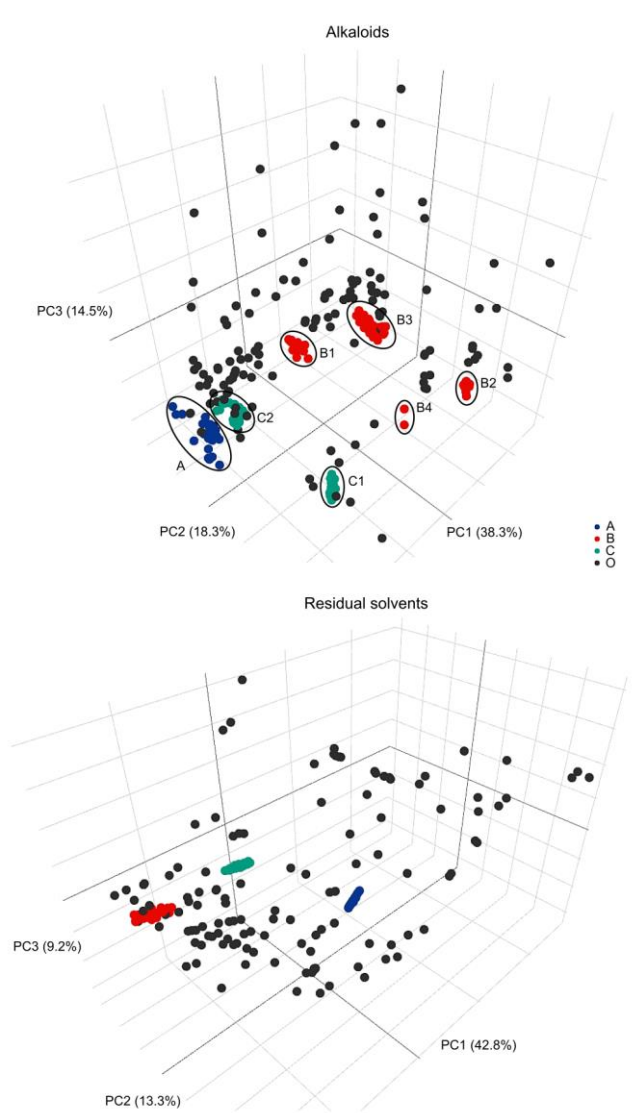 Alkaloids
PC3 (14.5%)
B3
B1
B2
B4
C2
A
C1
PC2 (18.3%)
PC1 (38.3%)
A
B
C
O
Residual solvents
PC3 (9.2%)
PC1 (42.8%)
PC2 (13.3%)